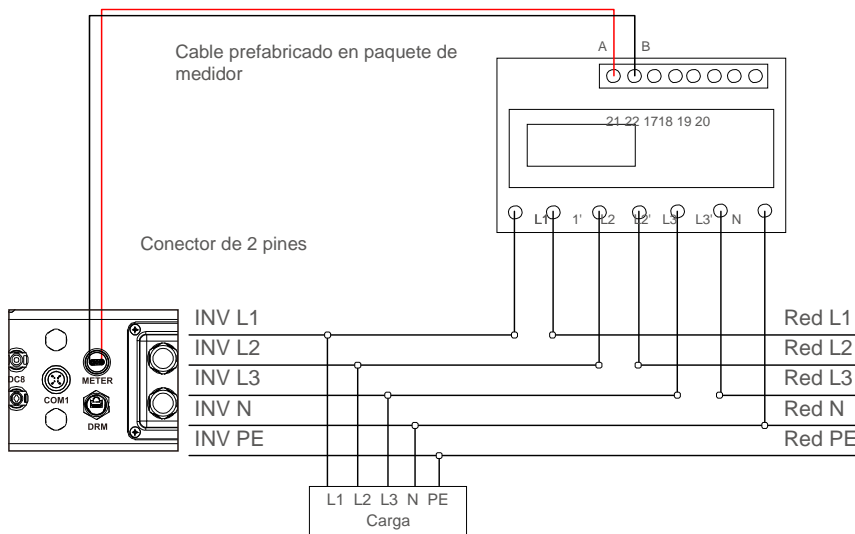 Cable prefabricado en paquete de
medidor
A B
21 22 1718 19 20
L1 1' L2 L2' L3 L3' N
Conector de 2 pines
INV L1
INV L2
INV L3
INV N
INV PE
Red L1
Red L2
Red L3
Red N
Red PE
DC8
COM1
METER
DRM
L1 L2 L3 N PE
Carga